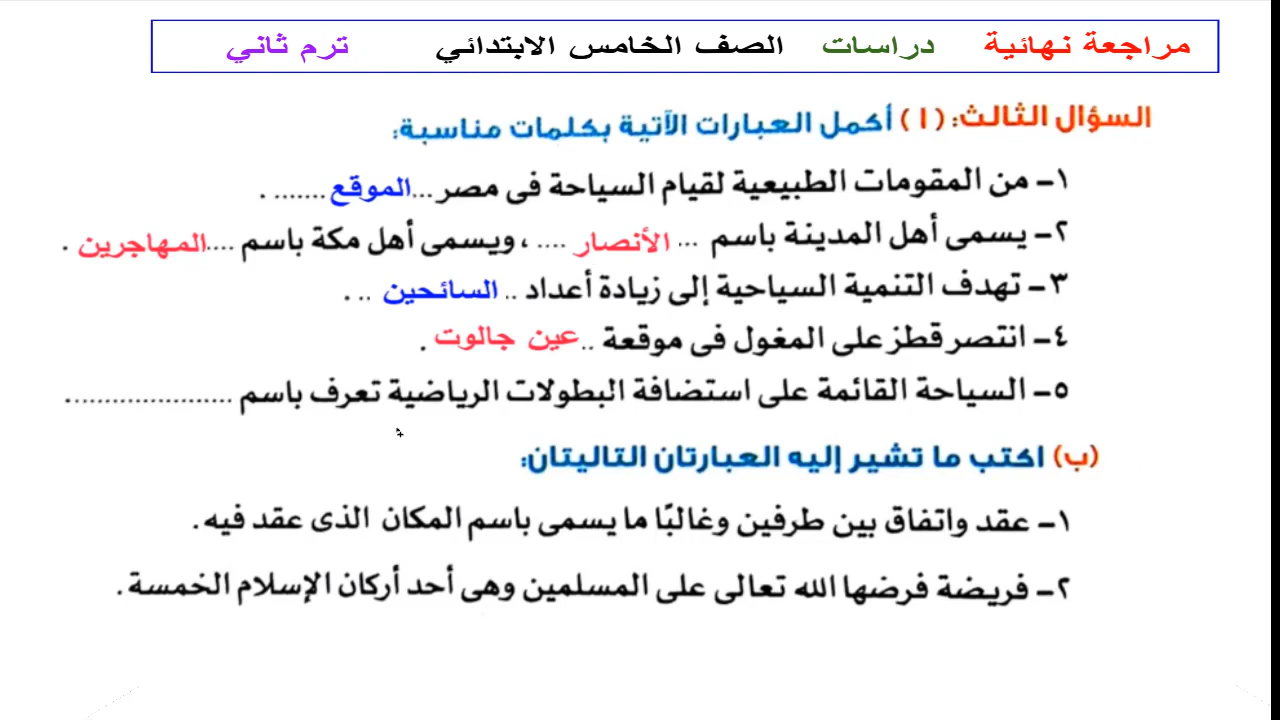 مراجعة نهائية دراسات الصف الخامس الابتدائي ترم ثاني
السؤال الثالث: (١) أكمل العبارات الآتية بكلمات مناسبة:
١- من المقومات الطبيعية لقيام السياحة فى مصر ...الموقع....... .
٢- يسمى أهل المدينة باسم ... الأنصار ....، ويسمى أهل مكة باسم ....المهاجرين .
٣- تهدف التنمية السياحية إلى زيادة أعداد .. السائحين .. .
٤- انتصر قطز على المغول فى موقعة ..عين جالوت .
٥- السياحة القائمة على استضافة البطولات الرياضية تعرف باسم .....................
(ب) اكتب ما تشير إليه العبارتان التاليتان:
١- عقد واتفاق بين طرفين وغالبًا ما يسمى باسم المكان الذى عقد فيه.
٢- فريضة فرضها الله تعالى على المسلمين وهى أحد أركان الإسلام الخمسة.